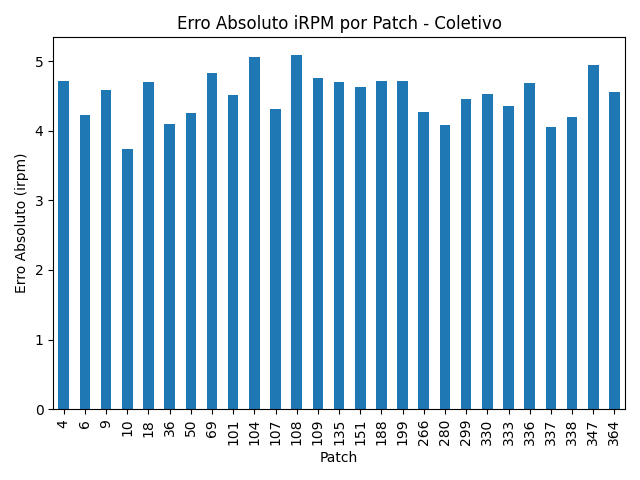 Erro Absoluto iRPM por Patch - Coletivo
Erro Absoluto (irpm)
5
4
3
2
1
0
4 6 9 10 18 36 50 69 101 104 107 108 109 135 151 188 199 266 280 299 330 333 336 337 338 347 364
Patch